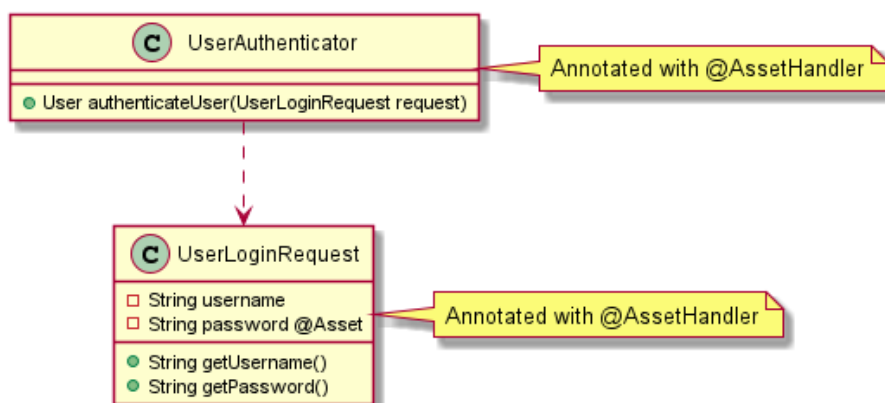 C UserAuthenticator
Annotated with @AssetHandler
User authenticateUser(UserLoginRequest request)
C UserLoginRequest
String username
String password @Asset
Annotated with @AssetHandler
String getUsername()
String getPassword()